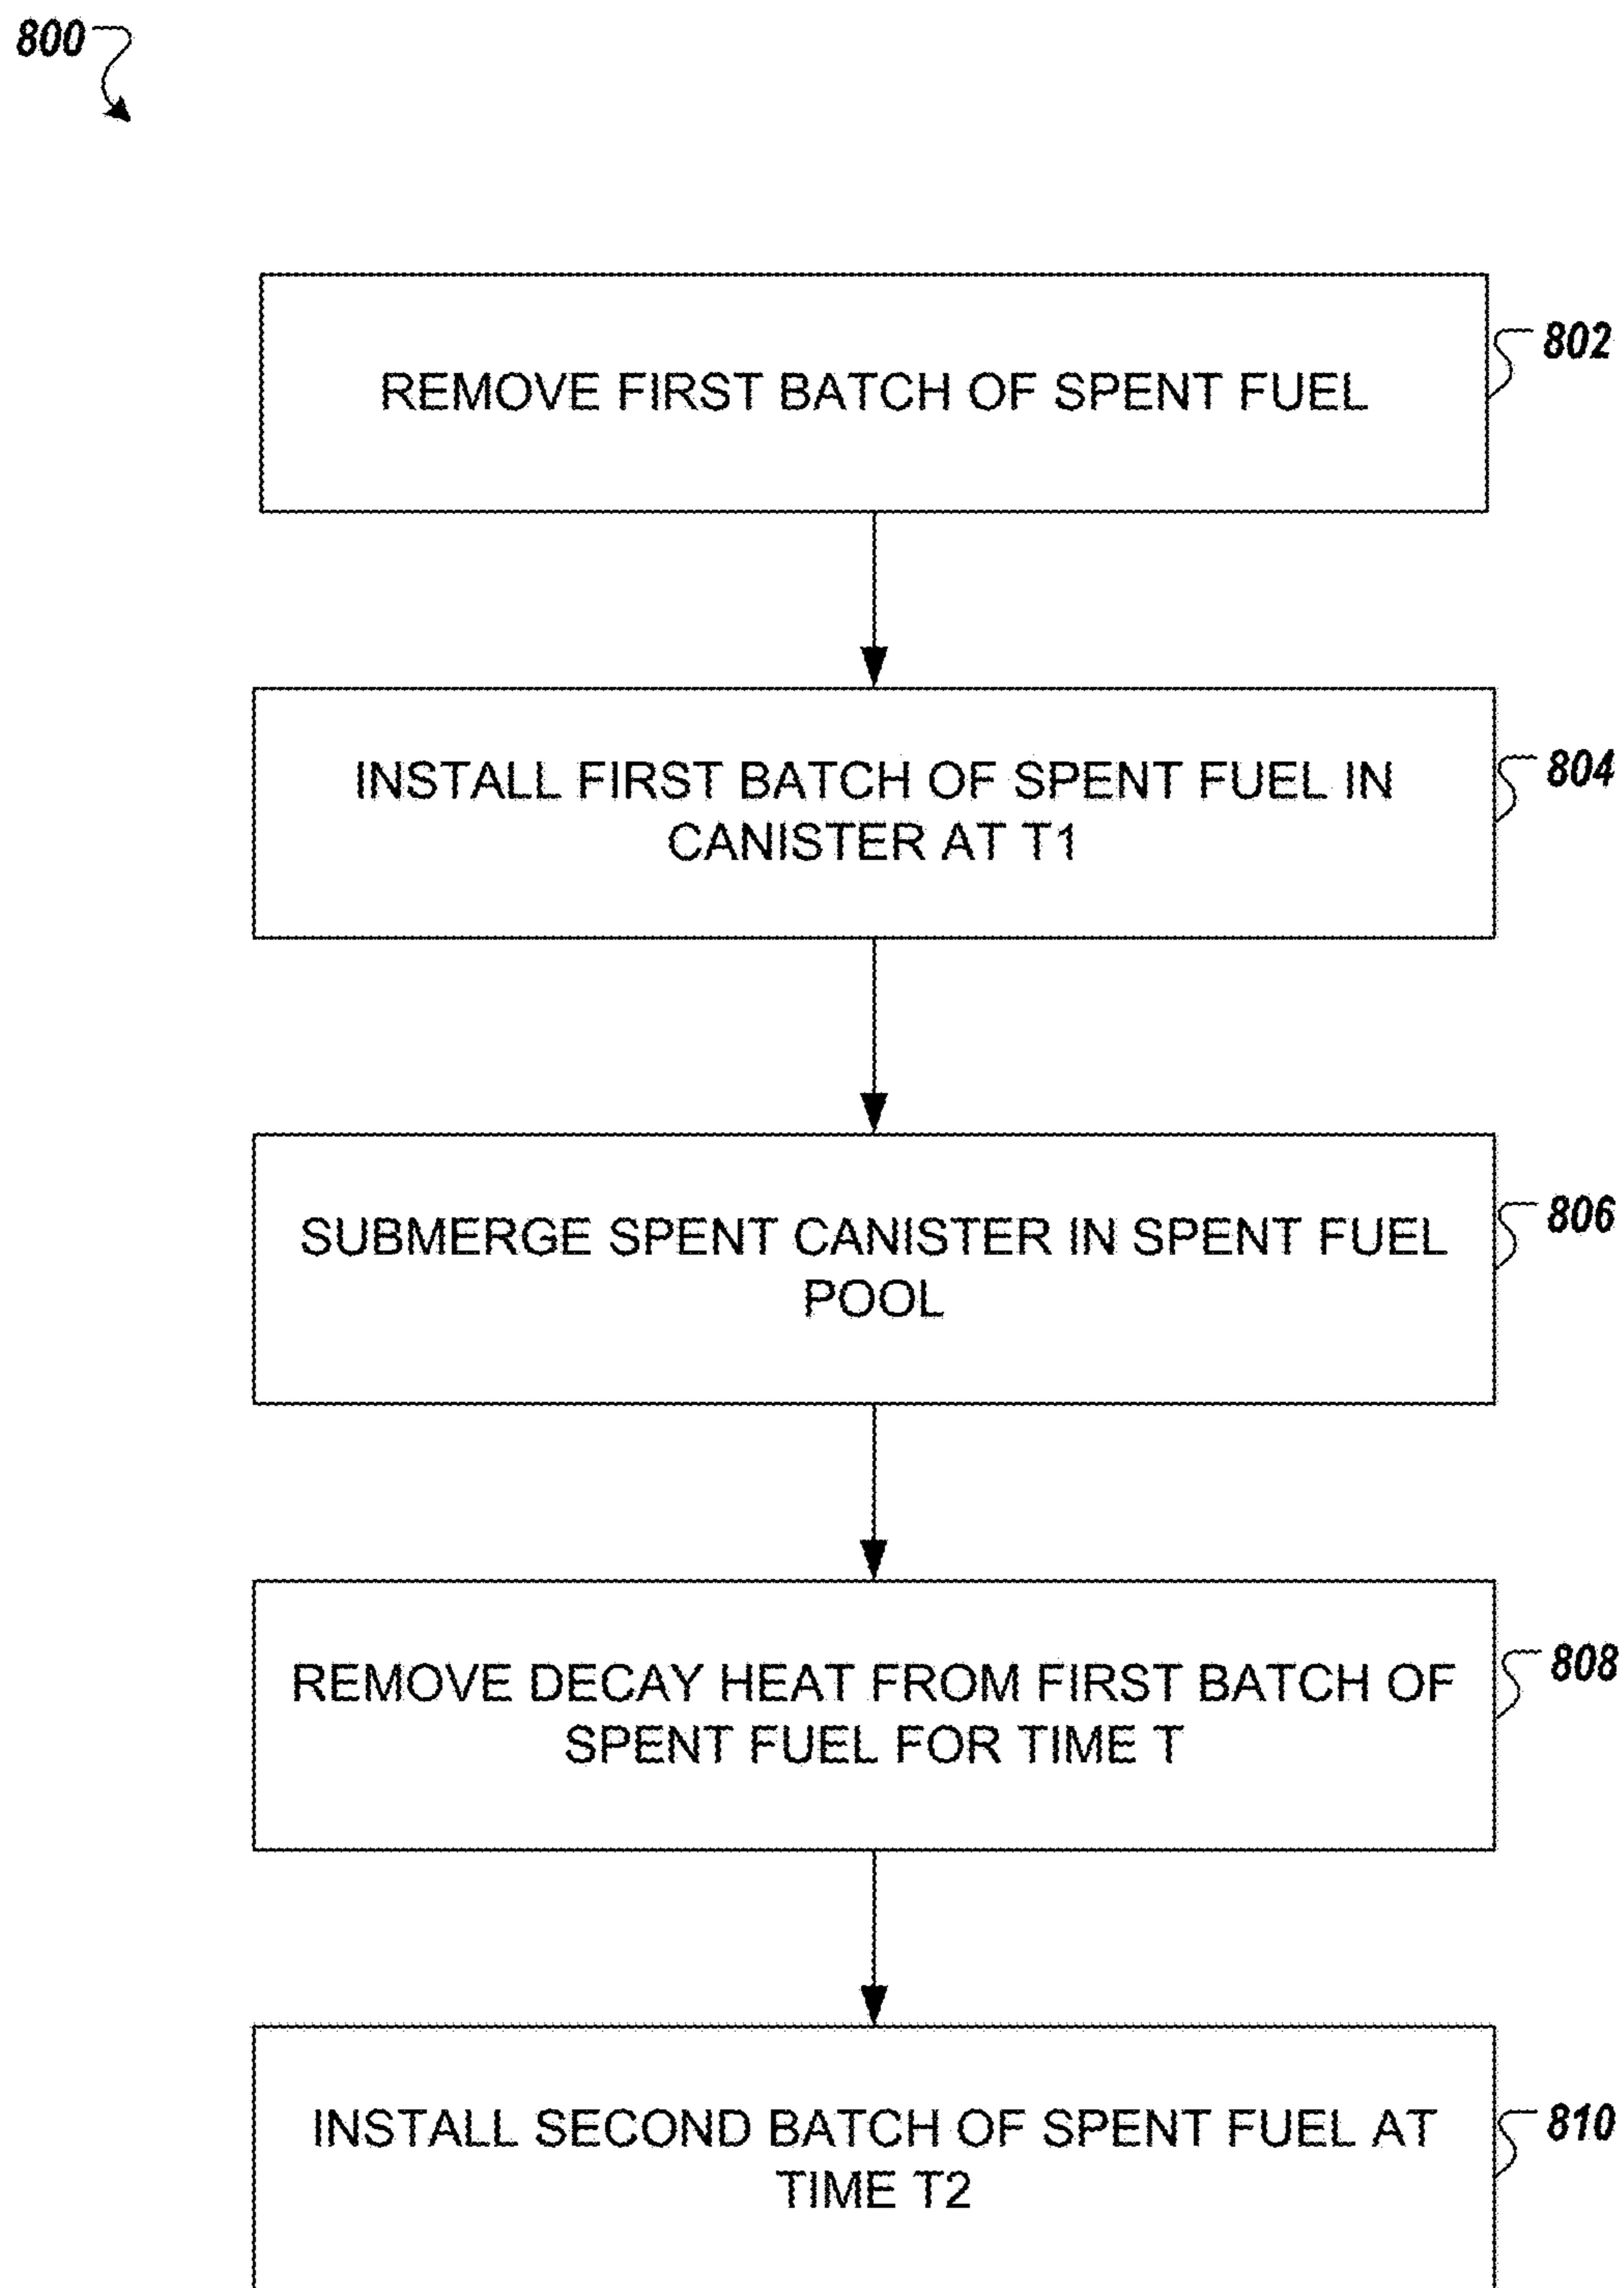 800
REMOVE FIRST BATCH OF SPENT FUEL
802
INSTALL FIRST BATCH OF SPENT FUEL IN
CANISTER AT T1
804
SUBMERGE SPENT CANISTER IN SPENT FUEL
POOL
806
REMOVE DECAY HEAT FROM FIRST BATCH OF
SPENT FUEL FOR TIME T
808
INSTALL SECOND BATCH OF SPENT FUEL AT
TIME T2
810